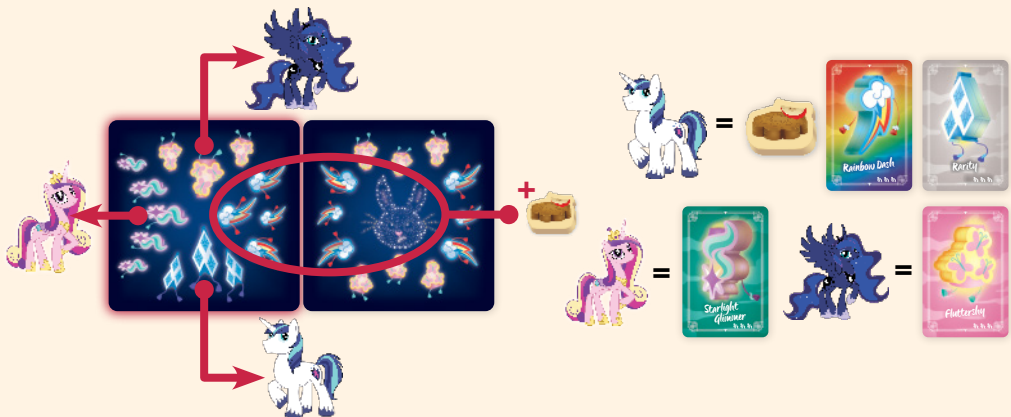 =
Rainbow Dash
Rarity
+
=
Starlight
Glimmer
=
Fluttershy